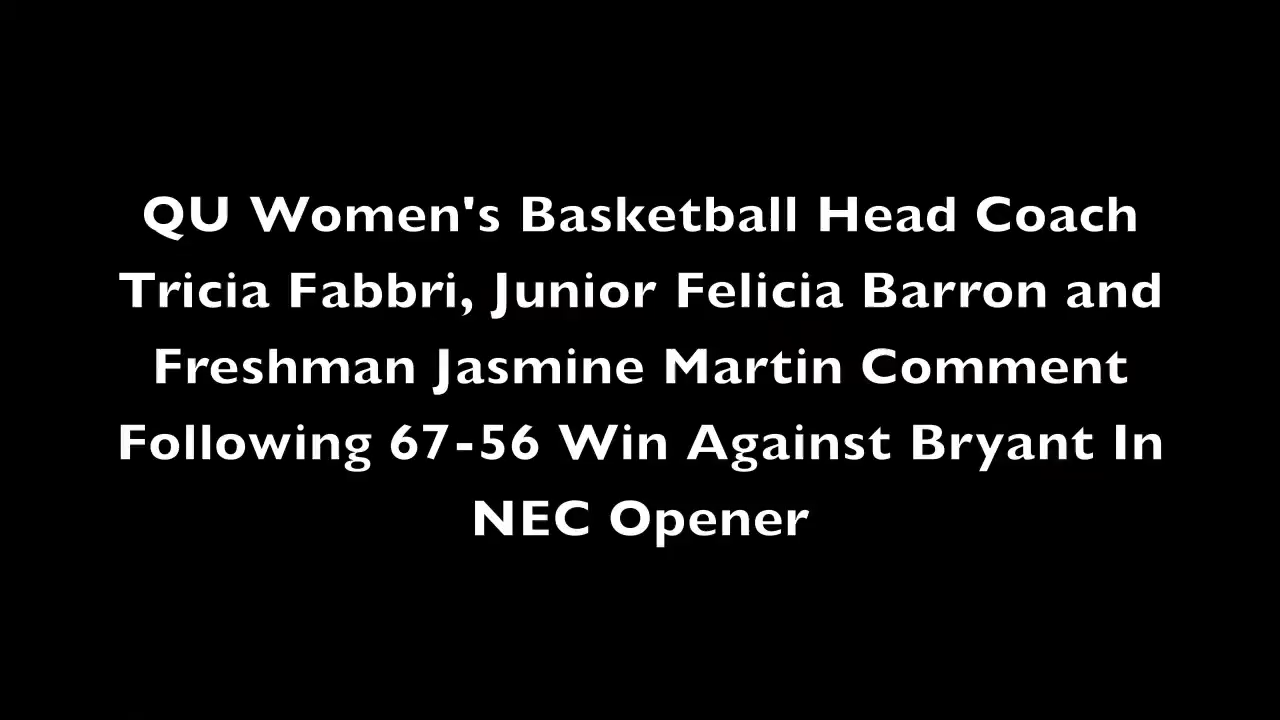 QU Women's Basketball Head Coach
Tricia Fabbri, Junior Felicia Barron and
Freshman Jasmine Martin Comment
Following 67-56 Win Against Bryant In
NEC Opener